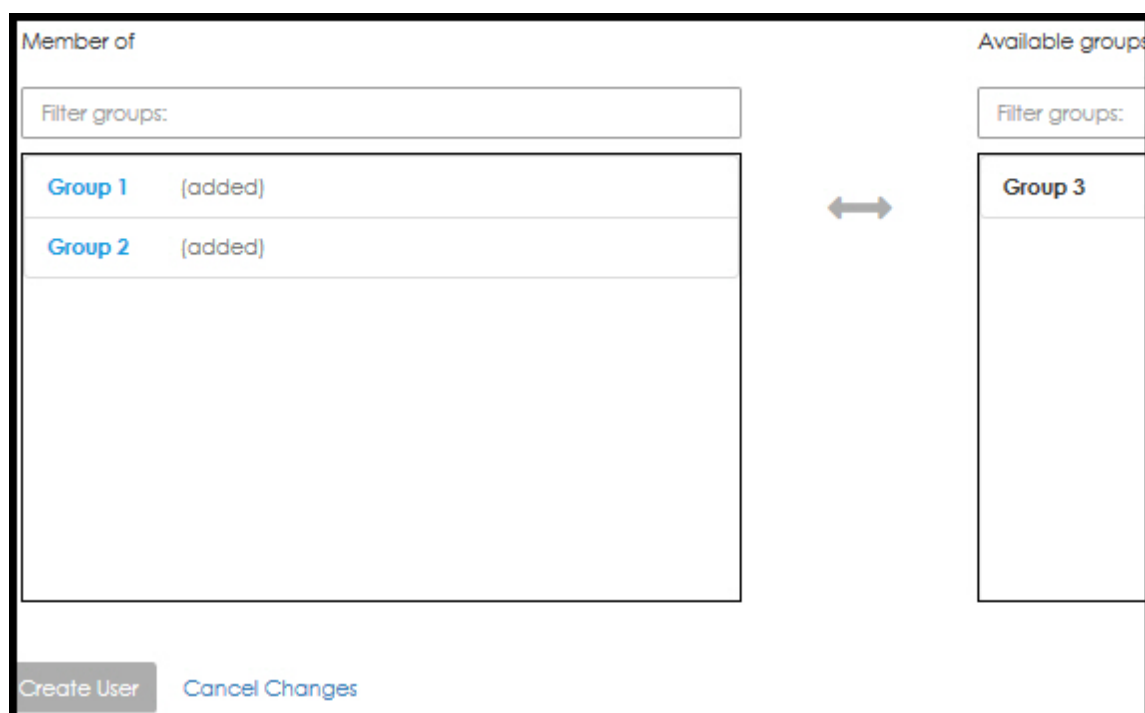 Member of
Available groups
Filter groups:
Filter groups:
Group 1 (added)
Group 3
Group 2 (added)
Create User
Cancel Changes